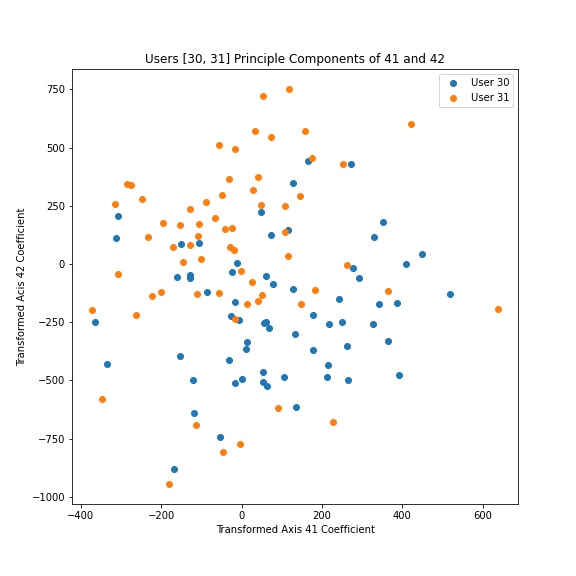 Users [30, 31] Principle Components of 41 and 42
User 30
User 31
Transformed Acis 42 Coefficient
750
500
250
0
−250
−500
−750
−1000
−400
−200
0
200
400
600
Transformed Axis 41 Coefficient